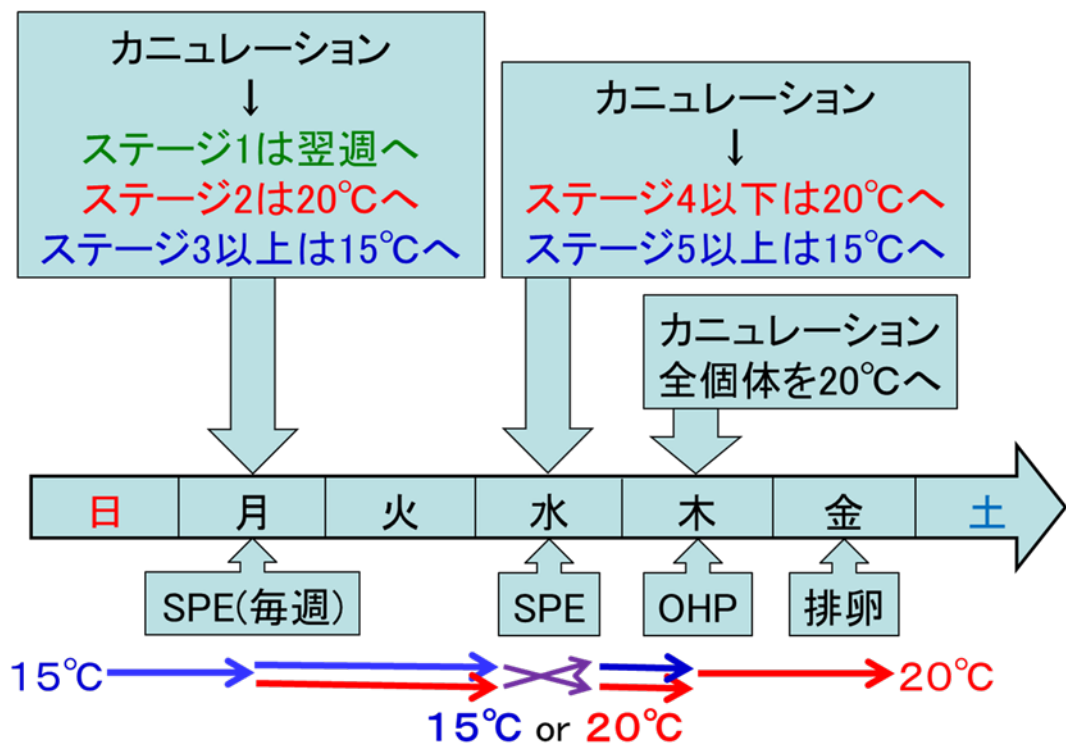 カニュレーション
↓
ステージ1は翌週へ
ステージ2は20℃へ
ステージ3以上は15℃へ
カニュレーション
↓
ステージ4以下は20℃へ
ステージ5以上は15℃へ
カニュレーション
全個体を20℃へ
日 月 火 水 木 金 土
SPE(毎週) SPE OHP 排卵
15℃ 20℃
15℃ or 20℃